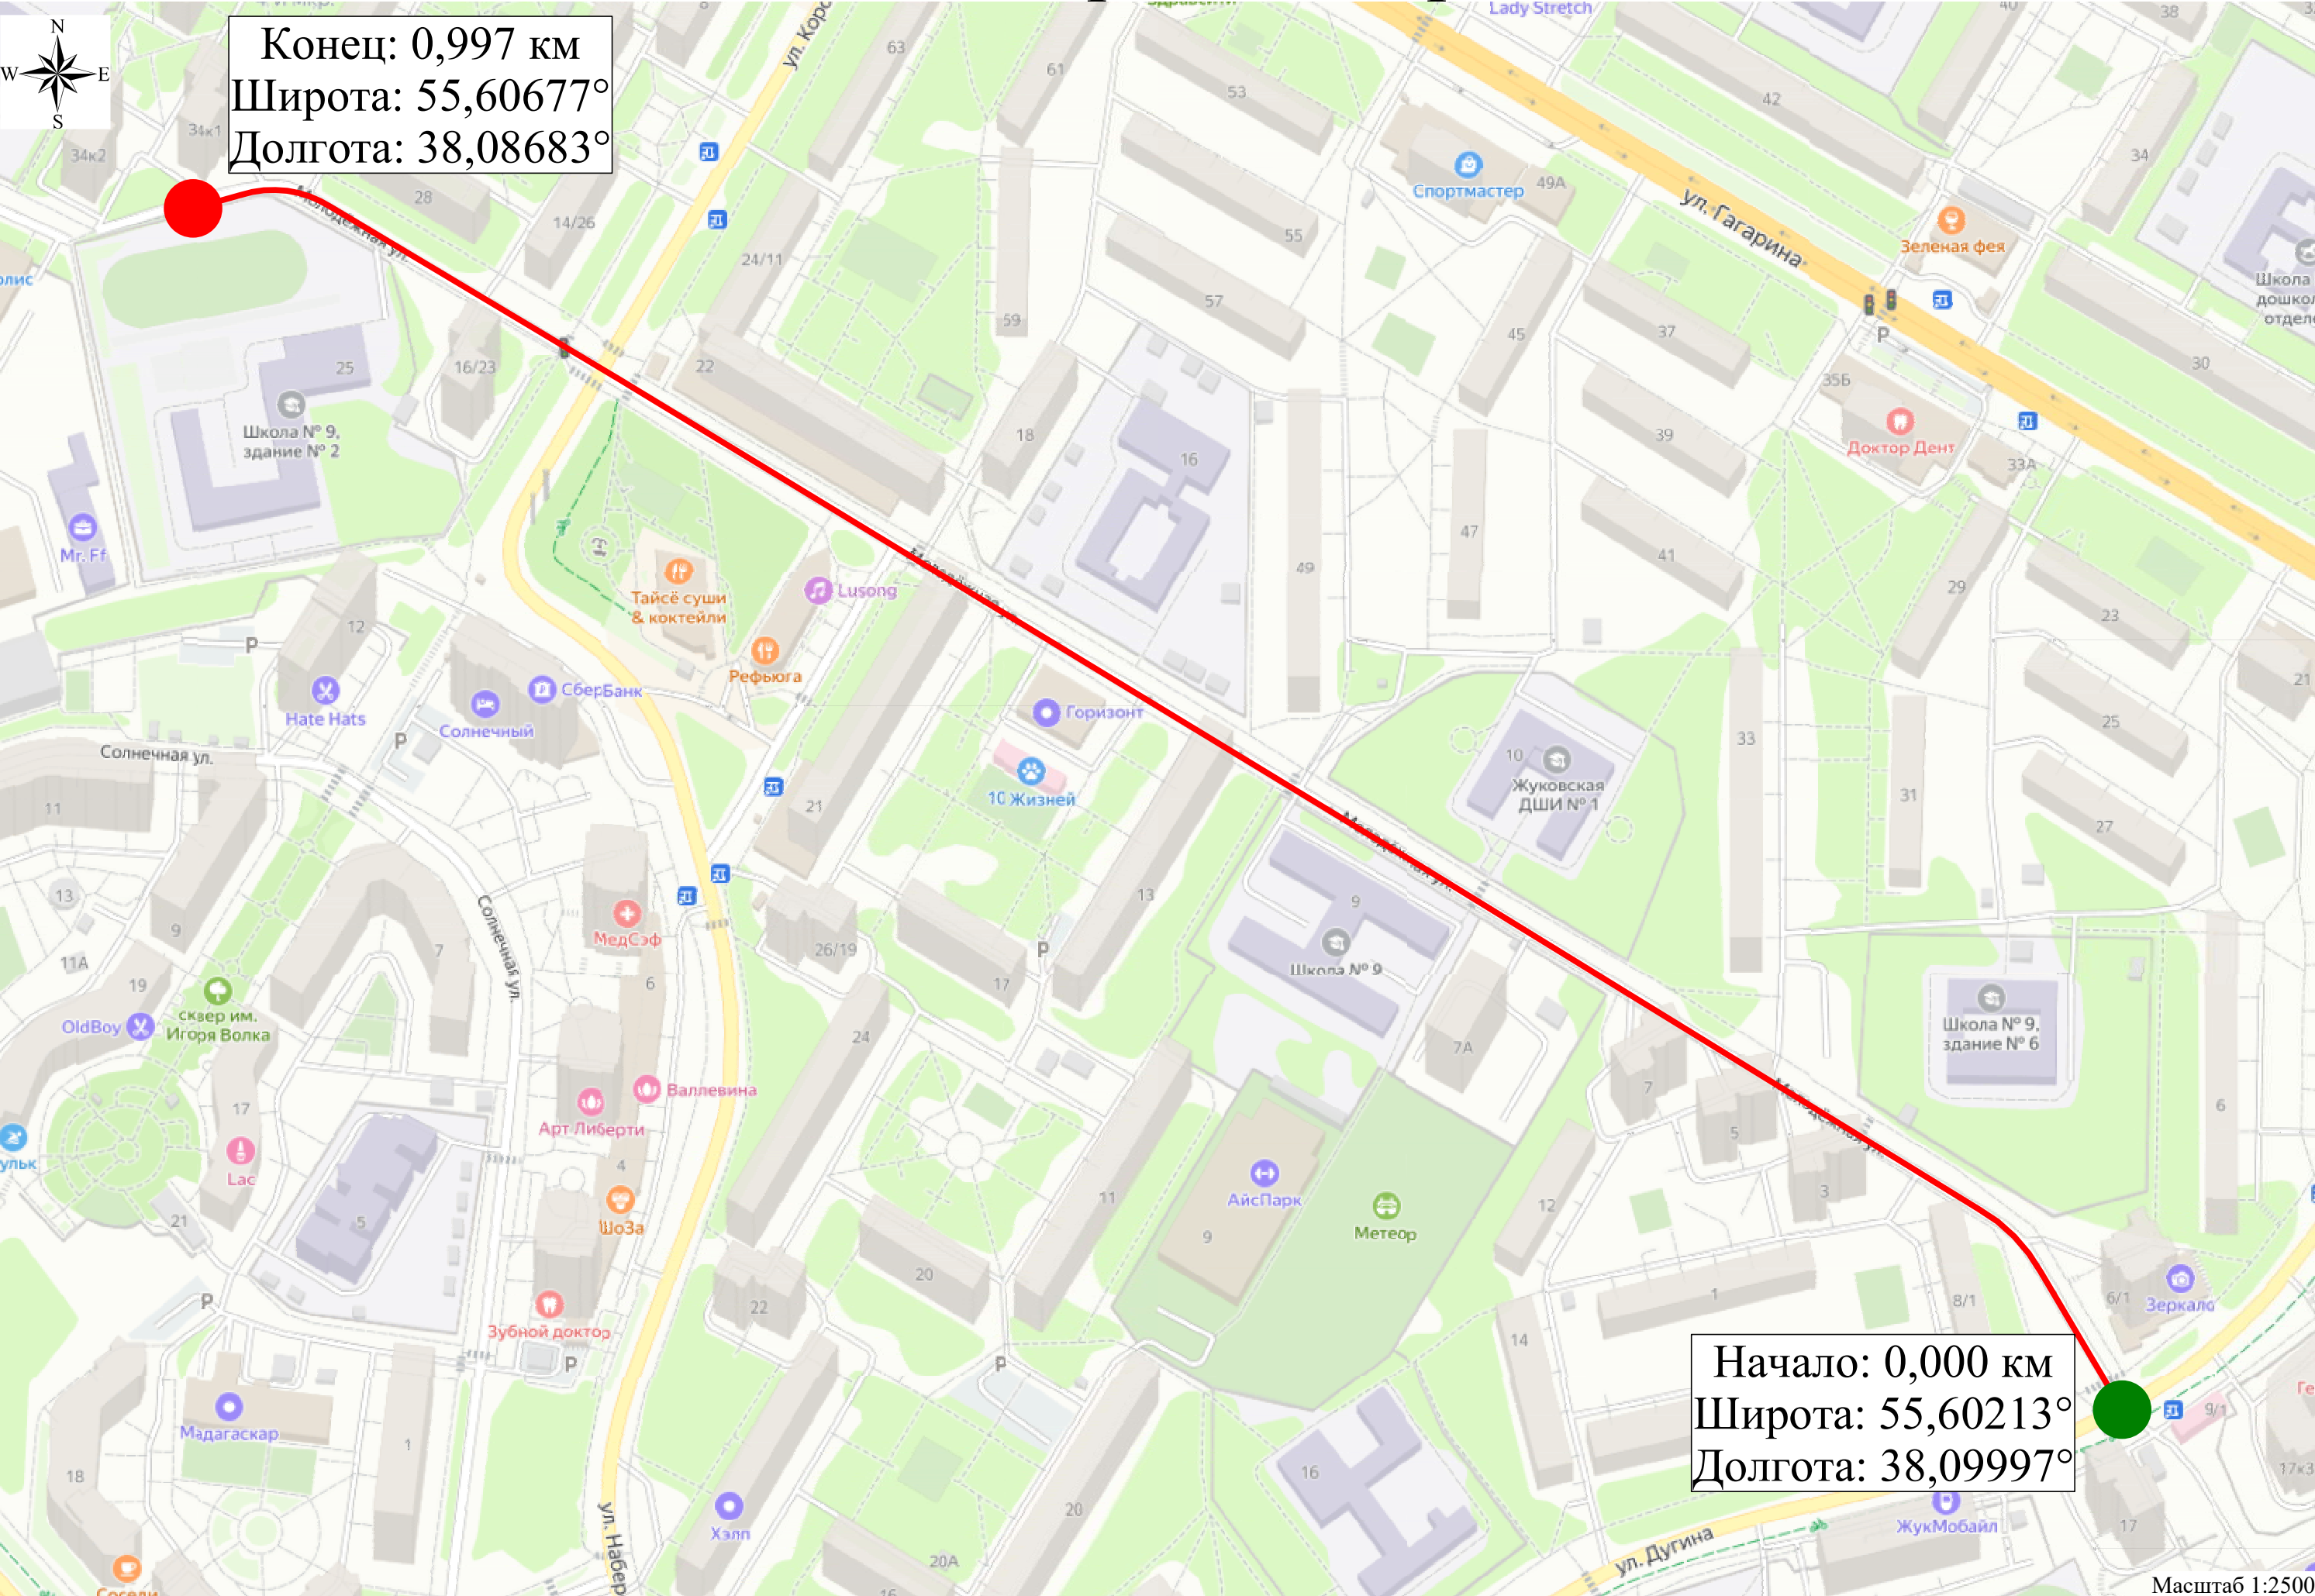 Конец: 0,997 км
Широта: 55,60677°
Долгота: 38,08683°
N
W
E
S
34к1
34к2
63
61
53
Lady Stretch
40
38
42
34
Спортмастер
49А
ул. Гагарина
Зеленая фея
28
Молодёжная ул.
14/26
24/11
55
57
59
45
37
30
Школа
22
16/23
25
Школа № 9,
здание № 2
18
16
35Б
Доктор Дент
33А
39
47
41
49
29
23
Mr. Ff
Тайсё суши
& коктейли
Lusong
Рефьюга
Молодёжная ул.
12
P
Hate Hats
СберБанк
Солнечный
P
Солнечная ул.
Горизонт
10 Жизней
21
11
10
Жуковская
ДШИ № 1
33
31
25
27
21
13
9
11А
19
7
Солнечная ул.
МедСэф
6
26/19
17
13
P
Молодёжная ул.
9
Школа № 9
7А
Школа № 9,
здание № 6
сквер им.
Игоря Волка
OldBoy
24
Валлевина
Арт Либерти
17
Lac
21
5
4
ШоЗа
11
АйсПарк
9
Метеор
12
7
5
3
Молодёжная ул.
6
20
22
P
Зубной доктор
P
P
14
1
8/1
6/1
Зеркало
Начало: 0,000 км
Широта: 55,60213°
Долгота: 38,09997°
9/1
Мадагаскар
18
1
Хэлп
20
20А
16
16
ул. Дугина
ЖукМобайл
17
17к3
Масштаб 1:2500